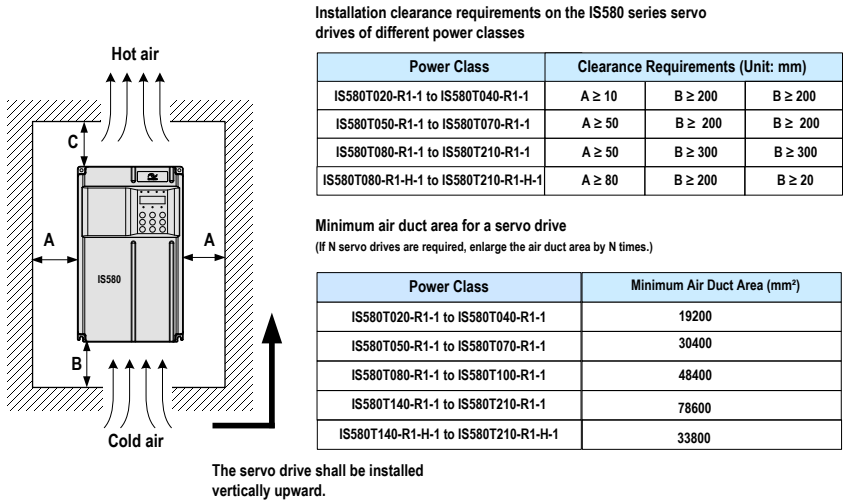 Installation clearance requirements on the IS580 series servo
drives of different power classes
Power Class Clearance Requirements (Unit: mm)
IS580T020-R1-1 to IS580T040-R1-1 A ≥ 10 B ≥ 200 B ≥ 200
IS580T050-R1-1 to IS580T070-R1-1 A ≥ 50 B ≥ 200 B ≥ 200
IS580T080-R1-1 to IS580T210-R1-1 A ≥ 50 B ≥ 300 B ≥ 300
IS580T080-R1-H-1 to IS580T210-R1-H-1 A ≥ 80 B ≥ 200 B ≥ 20
Hot air
C
A
A
IS580
B
Cold air
The servo drive shall be installed
vertically upward.
Minimum air duct area for a servo drive
(If N servo drives are required, enlarge the air duct area by N times.)
Power Class Minimum Air Duct Area (mm²)
IS580T020-R1-1 to IS580T040-R1-1 19200
IS580T050-R1-1 to IS580T070-R1-1 30400
IS580T080-R1-1 to IS580T100-R1-1 48400
IS580T140-R1-1 to IS580T210-R1-1 78600
IS580T140-R1-H-1 to IS580T210-R1-H-1 33800